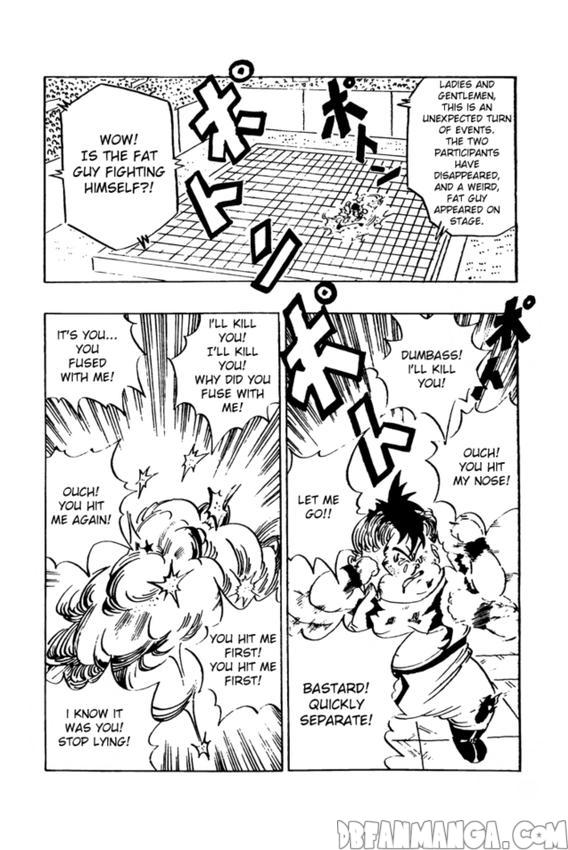 LADIES AND
GENTLEMEN,
THIS IS AN
UNEXPECTED TURN
OF EVENTS.
THE TWO
PARTICIPANTS
HAVE
DISAPPEARED,
AND A WEIRD,
FAT GUY
APPEARED ON
STAGE.
ポトン
ポトン
WOW!
IS THE FAT
GUY FIGHTING
HIMSELF?!
ポト
DUMBASS!
I'LL KILL
YOU!
ポト
OUCH!
YOU HIT
MY NOSE!
LET ME
GO!!
BASTARD!
QUICKLY
SEPARATE!
I'LL KILL
YOU!
I'LL KILL
YOU!
WHY DID YOU
FUSE WITH
ME!
IT'S YOU...
YOU
FUSED
WITH ME!
OUCH!
YOU HIT
ME AGAIN!
YOU HIT ME
FIRST!
YOU HIT ME
FIRST!
I KNOW IT
WAS YOU!
STOP LYING!
DBFANMANGA.COM